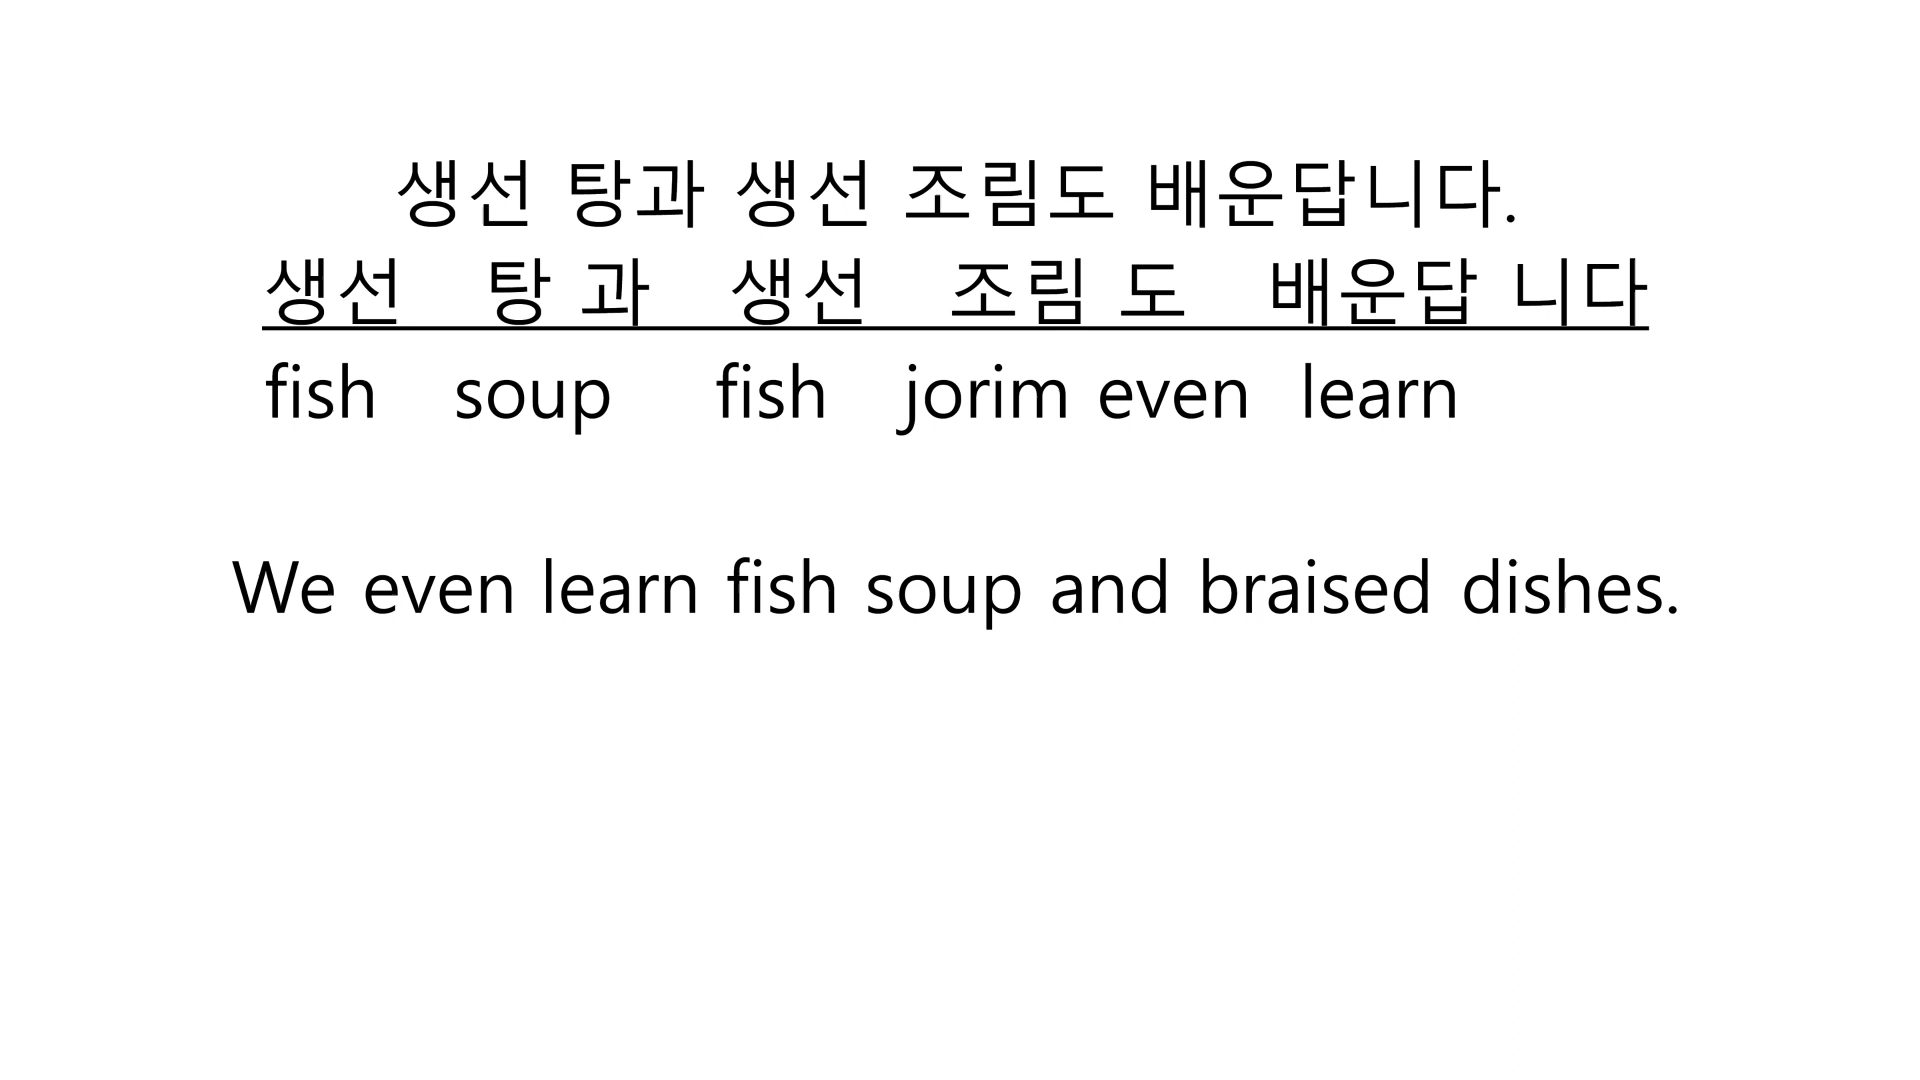 생선 탕과 생선 조림도 배운답니다.
생선 탕 과 생선 조림 도 배운답 니다
fish soup fish jorim even learn
We even learn fish soup and braised dishes.